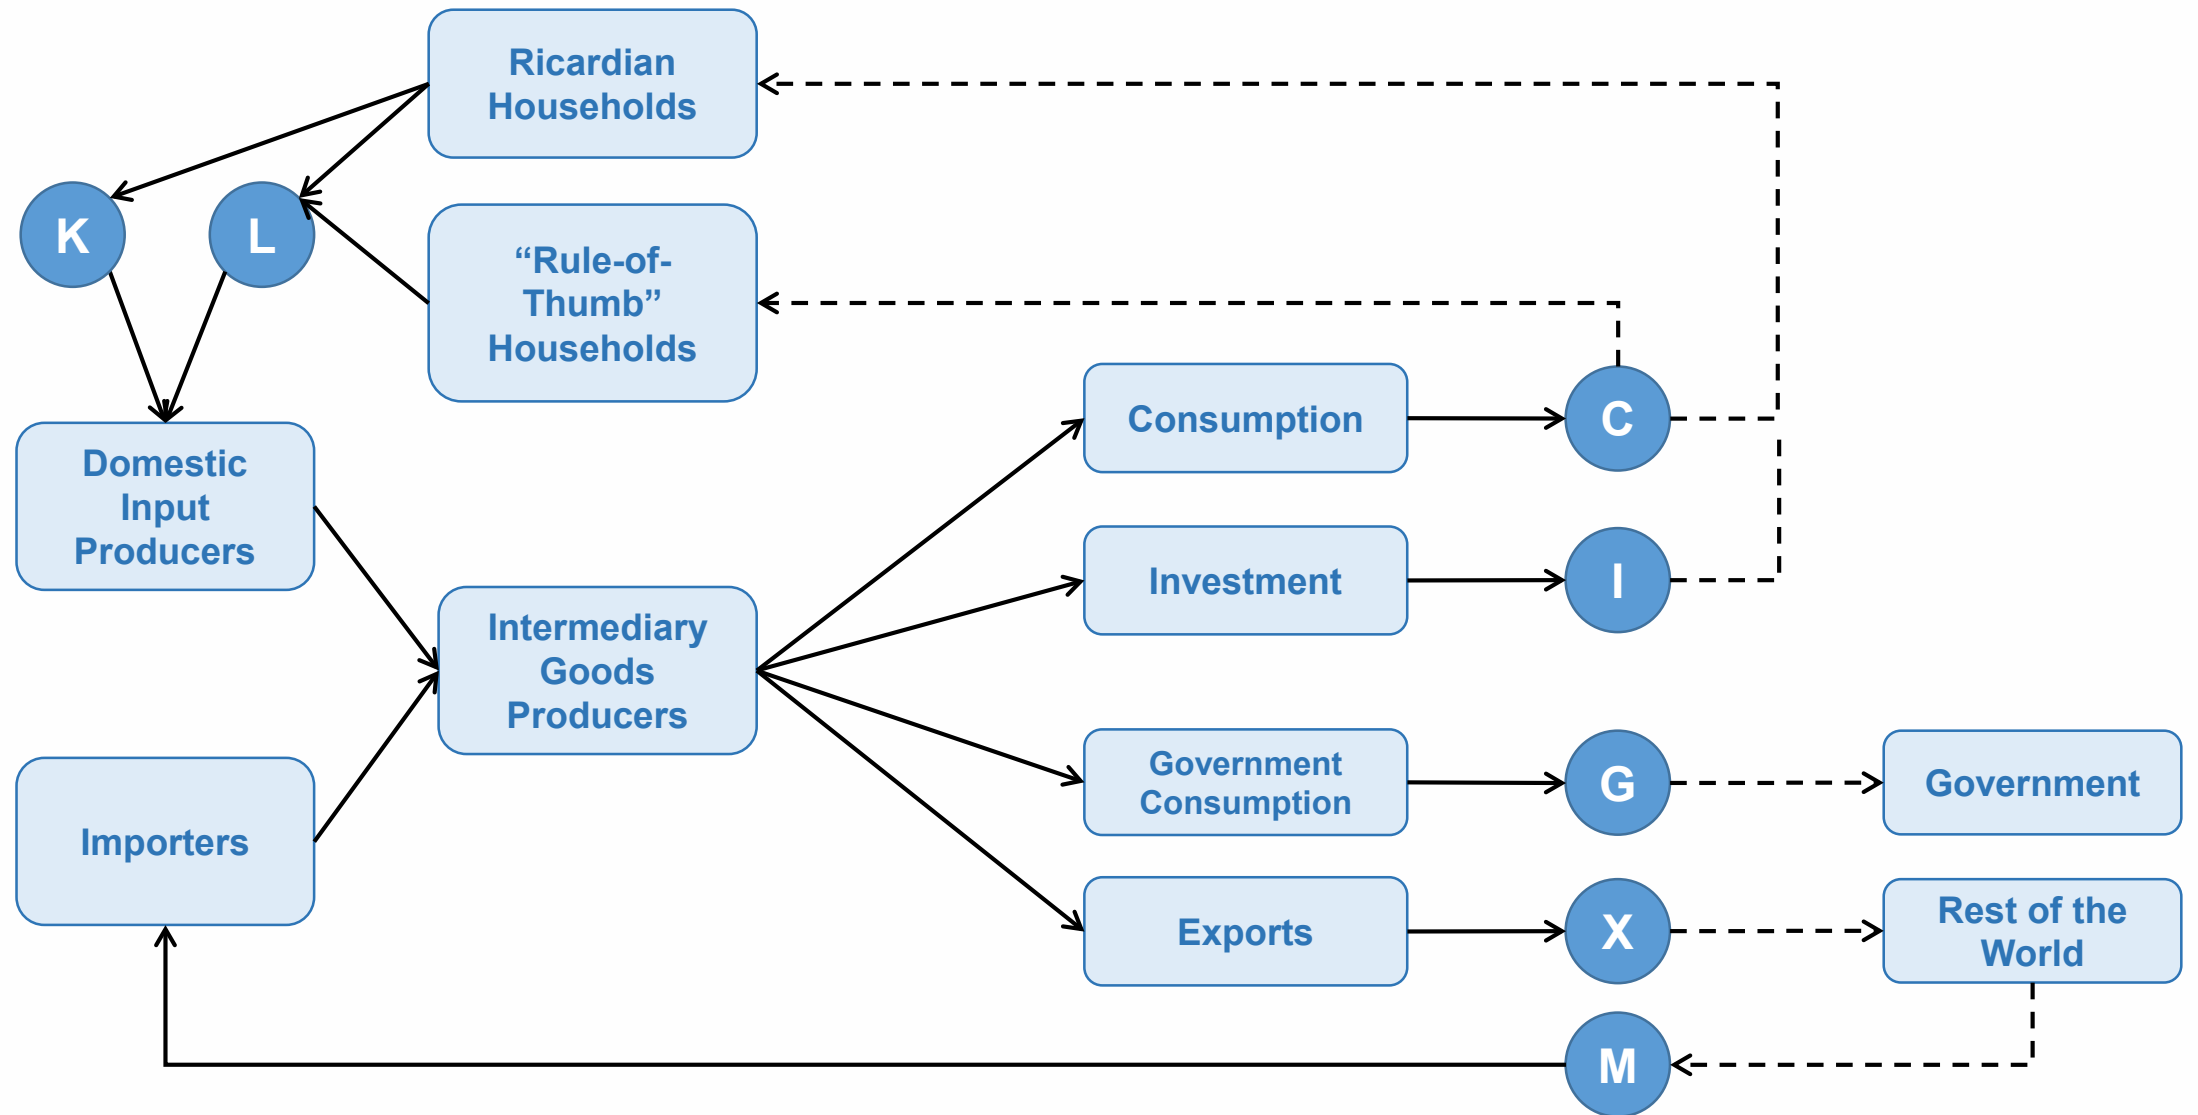 Ricardian
Households
K
L
“Rule-of-
Thumb”
Households
Consumption
C
Domestic
Input
Producers
Investment
I
Intermediary
Goods
Producers
Government
Consumption
G
Government
Importers
Exports
X
Rest of the
World
M